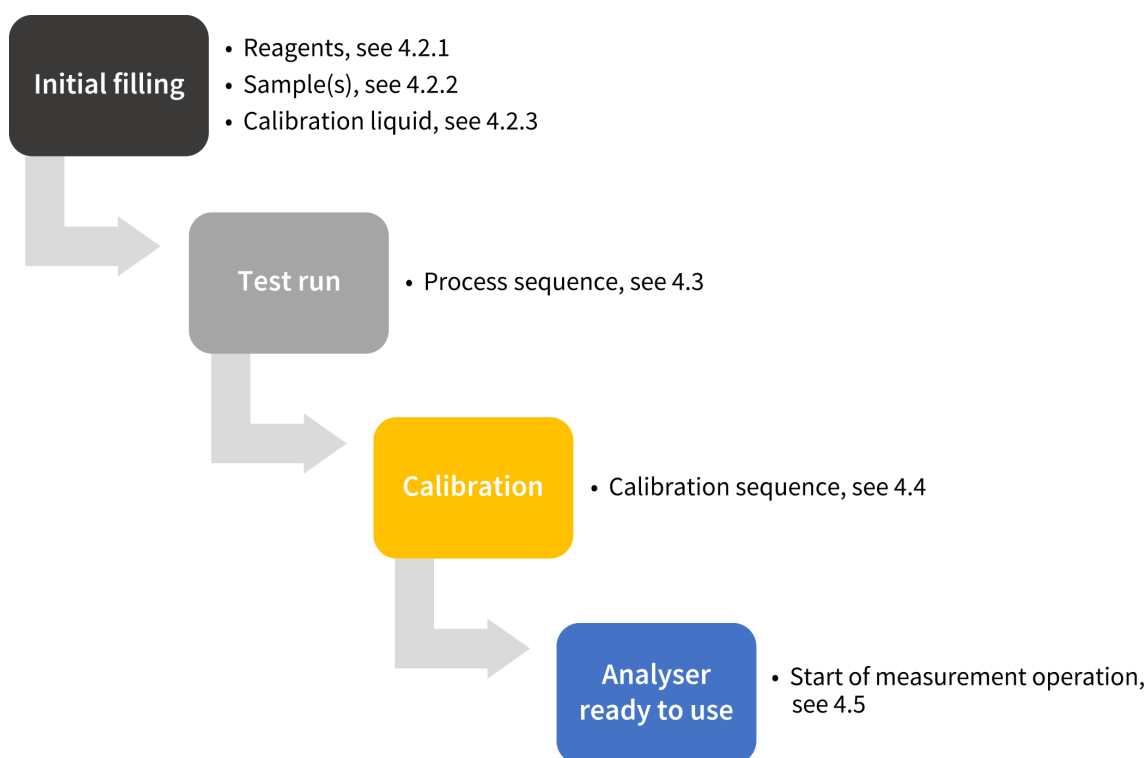 Initial filling
• Reagents, see 4.2.1
• Sample(s), see 4.2.2
• Calibration liquid, see 4.2.3
Test run
• Process sequence, see 4.3
Calibration
• Calibration sequence, see 4.4
Analyser
ready to use
• Start of measurement operation,
see 4.5